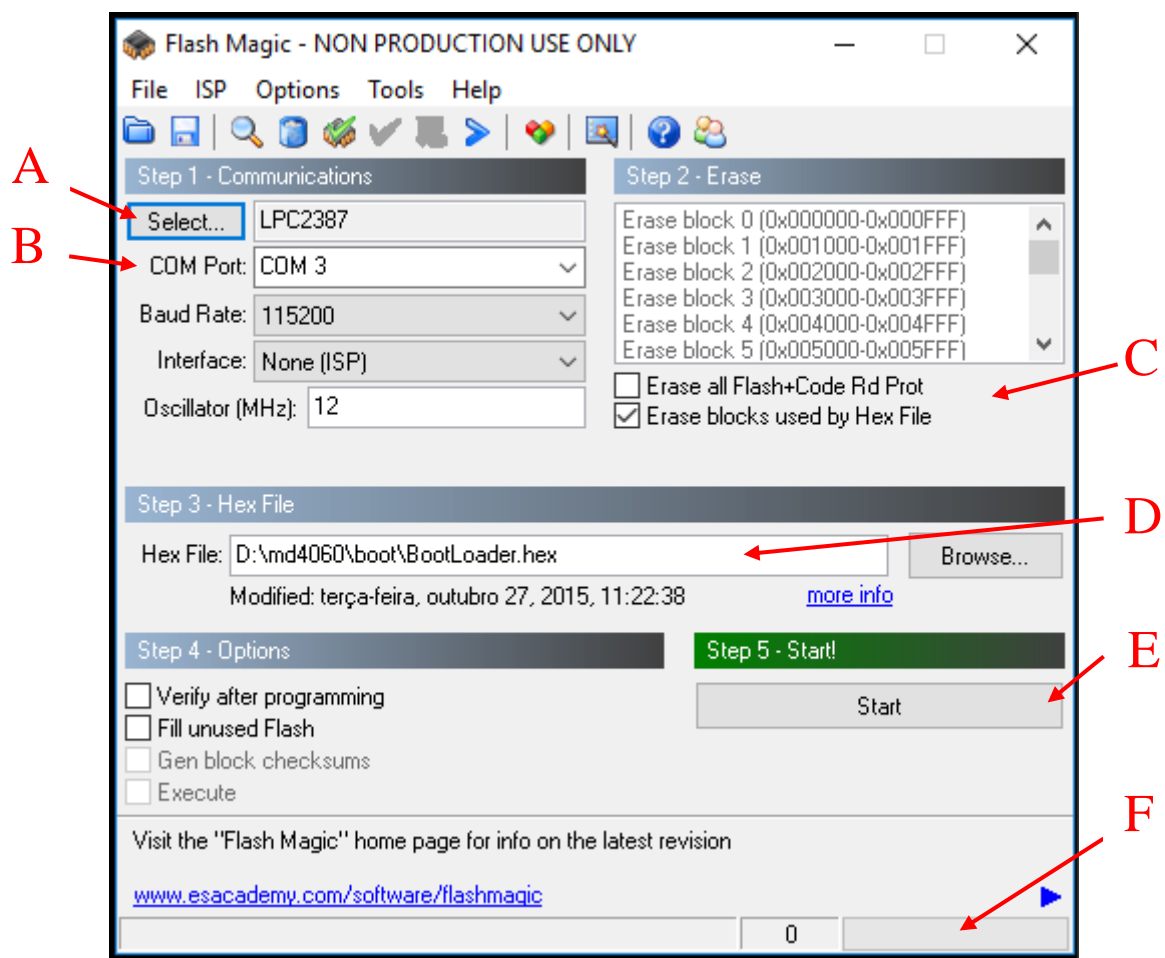 Flash Magic - NON PRODUCTION USE ONLY
File ISP Options Tools Help
A
Step 1 - Communications
Step 2 - Erase
Select... LPC2387
B
COM Port: COM 3
Baud Rate: 115200
Interface: None (ISP)
Oscillator (MHz): 12
Erase block 0 (0x000000-0x000FFF)
Erase block 1 (0x001000-0x001FFF)
Erase block 2 (0x002000-0x002FFF)
Erase block 3 (0x003000-0x003FFF)
Erase block 4 (0x004000-0x004FFF)
Erase block 5 (0x005000-0x005FFF)
C
Erase all Flash+Code Rd Prot
Erase blocks used by Hex File
Step 3 - Hex File
D
Hex File: D:\md4060\boot\BootLoader.hex Browse...
Modified: terça-feira, outubro 27, 2015, 11:22:38 more info
Step 4 - Options
Step 5 - Start!
E
Verify after programming
Start
Fill unused Flash
Gen block checksums
Execute
F
Visit the "Flash Magic" home page for info on the latest revision
www.esacademy.com/software/flashmagic
0